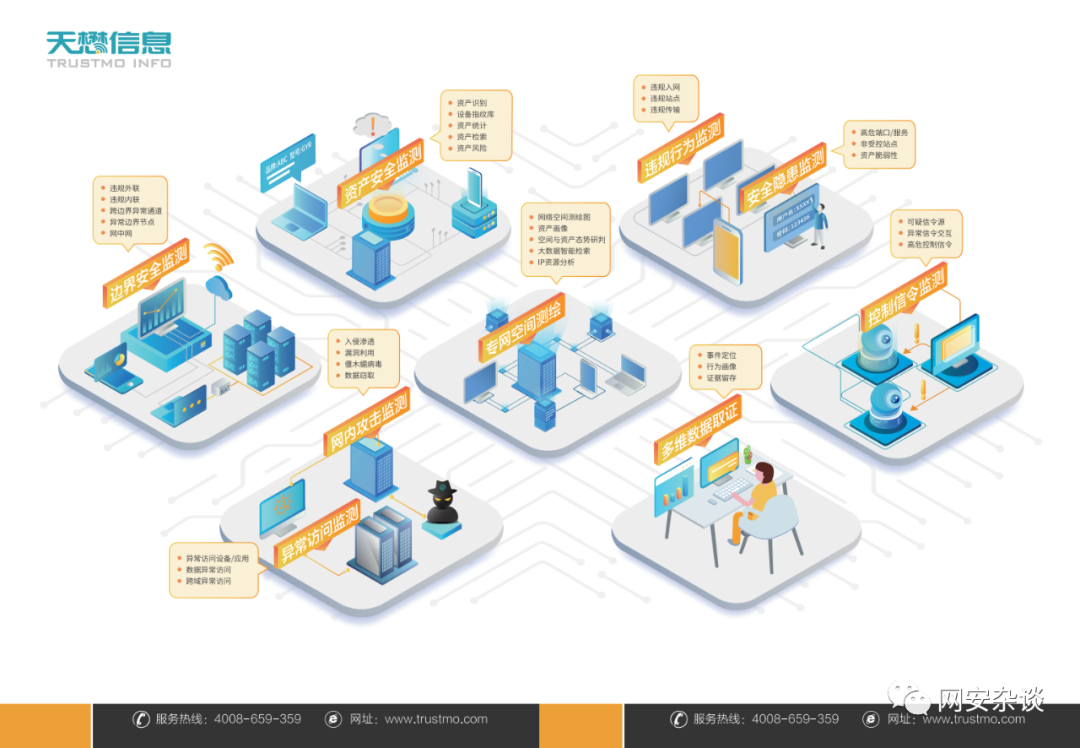 天懋信息
TRUSTMO INFO
资产识别
设备指纹库
资产统计
资产检索
资产风险
资产安全监测
品牌:ABC 型号:GYR
违规入网
违规站点
违规传输
违规行为监测
高危端口/服务
非受控站点
资产脆弱性
安全隐患监测
用户名:XXXXX
密码:123456
违规外联
违规内联
跨边界异常通道
异常边界节点
网中网
边界安全监测
网络空间测绘图
资产画像
空间与资产态势研判
大数据智能检索
IP资源分析
专网空间测绘
可疑信令源
异常信令交互
高危控制信令
控制信令监测
入侵渗透
漏洞利用
僵木蠕病毒
数据窃取
网内攻击监测
事件定位
行为画像
证据留存
多维数据取证
异常访问设备/应用
数据异常访问
跨域异常访问
异常访问监测
服务热线：4008-659-359 网址：www.trustmo.com
服务热线：4008-659-359 网址：www.trustmo.com
网安杂谈